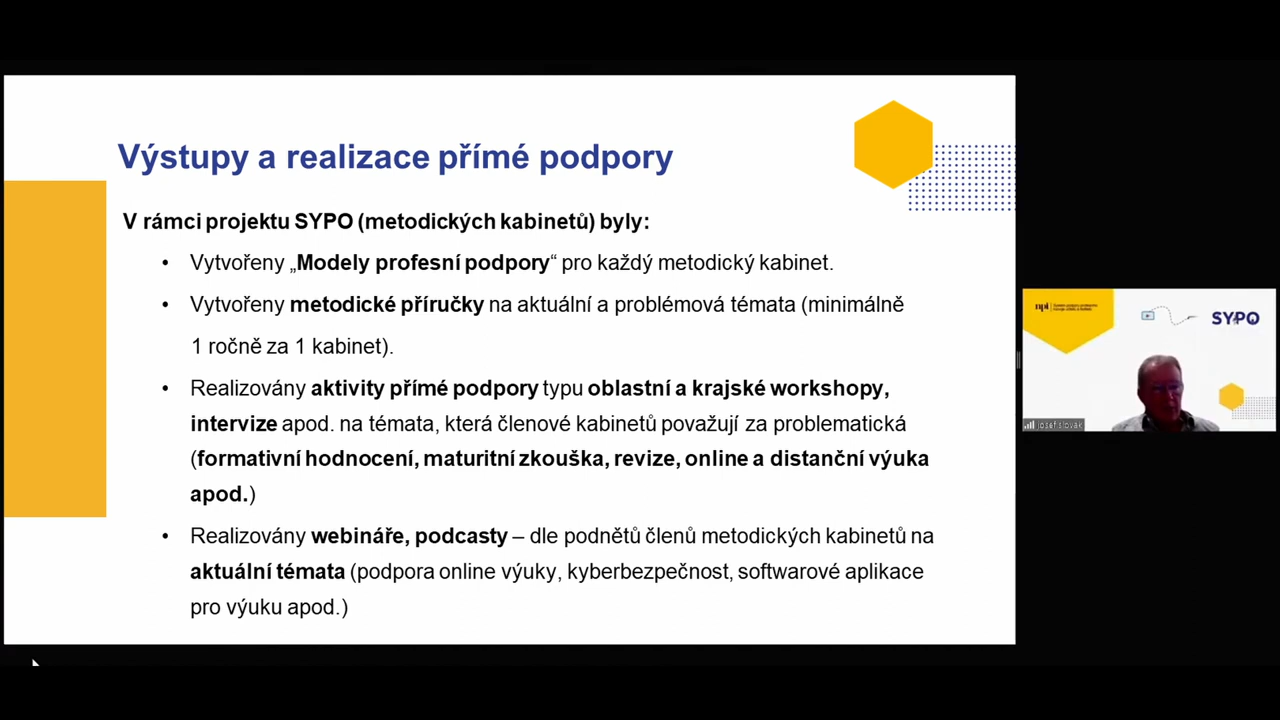 Výstupy a realizace přímé podpory
V rámci projektu SYPO (metodických kabinetů) byly:
• Vytvořeny „Modely profesní podpory“ pro každý metodický kabinet.
• Vytvořeny metodické příručky na aktuální a problémová témata (minimálně
1 ročně za 1 kabinet).
• Realizovány aktivity přímé podpory typu oblastní a krajské workshopy,
intervize apod. na témata, která členové kabinetů považují za problematická
(formativní hodnocení, maturitní zkouška, revize, online a distanční výuka
apod.)
• Realizovány webináře, podcasty – dle podnětů členů metodických kabinetů na
aktuální témata (podpora online výuky, kyberbezpečnost, softwarové aplikace
pro výuku apod.)
npi
SYPO
josef slovák